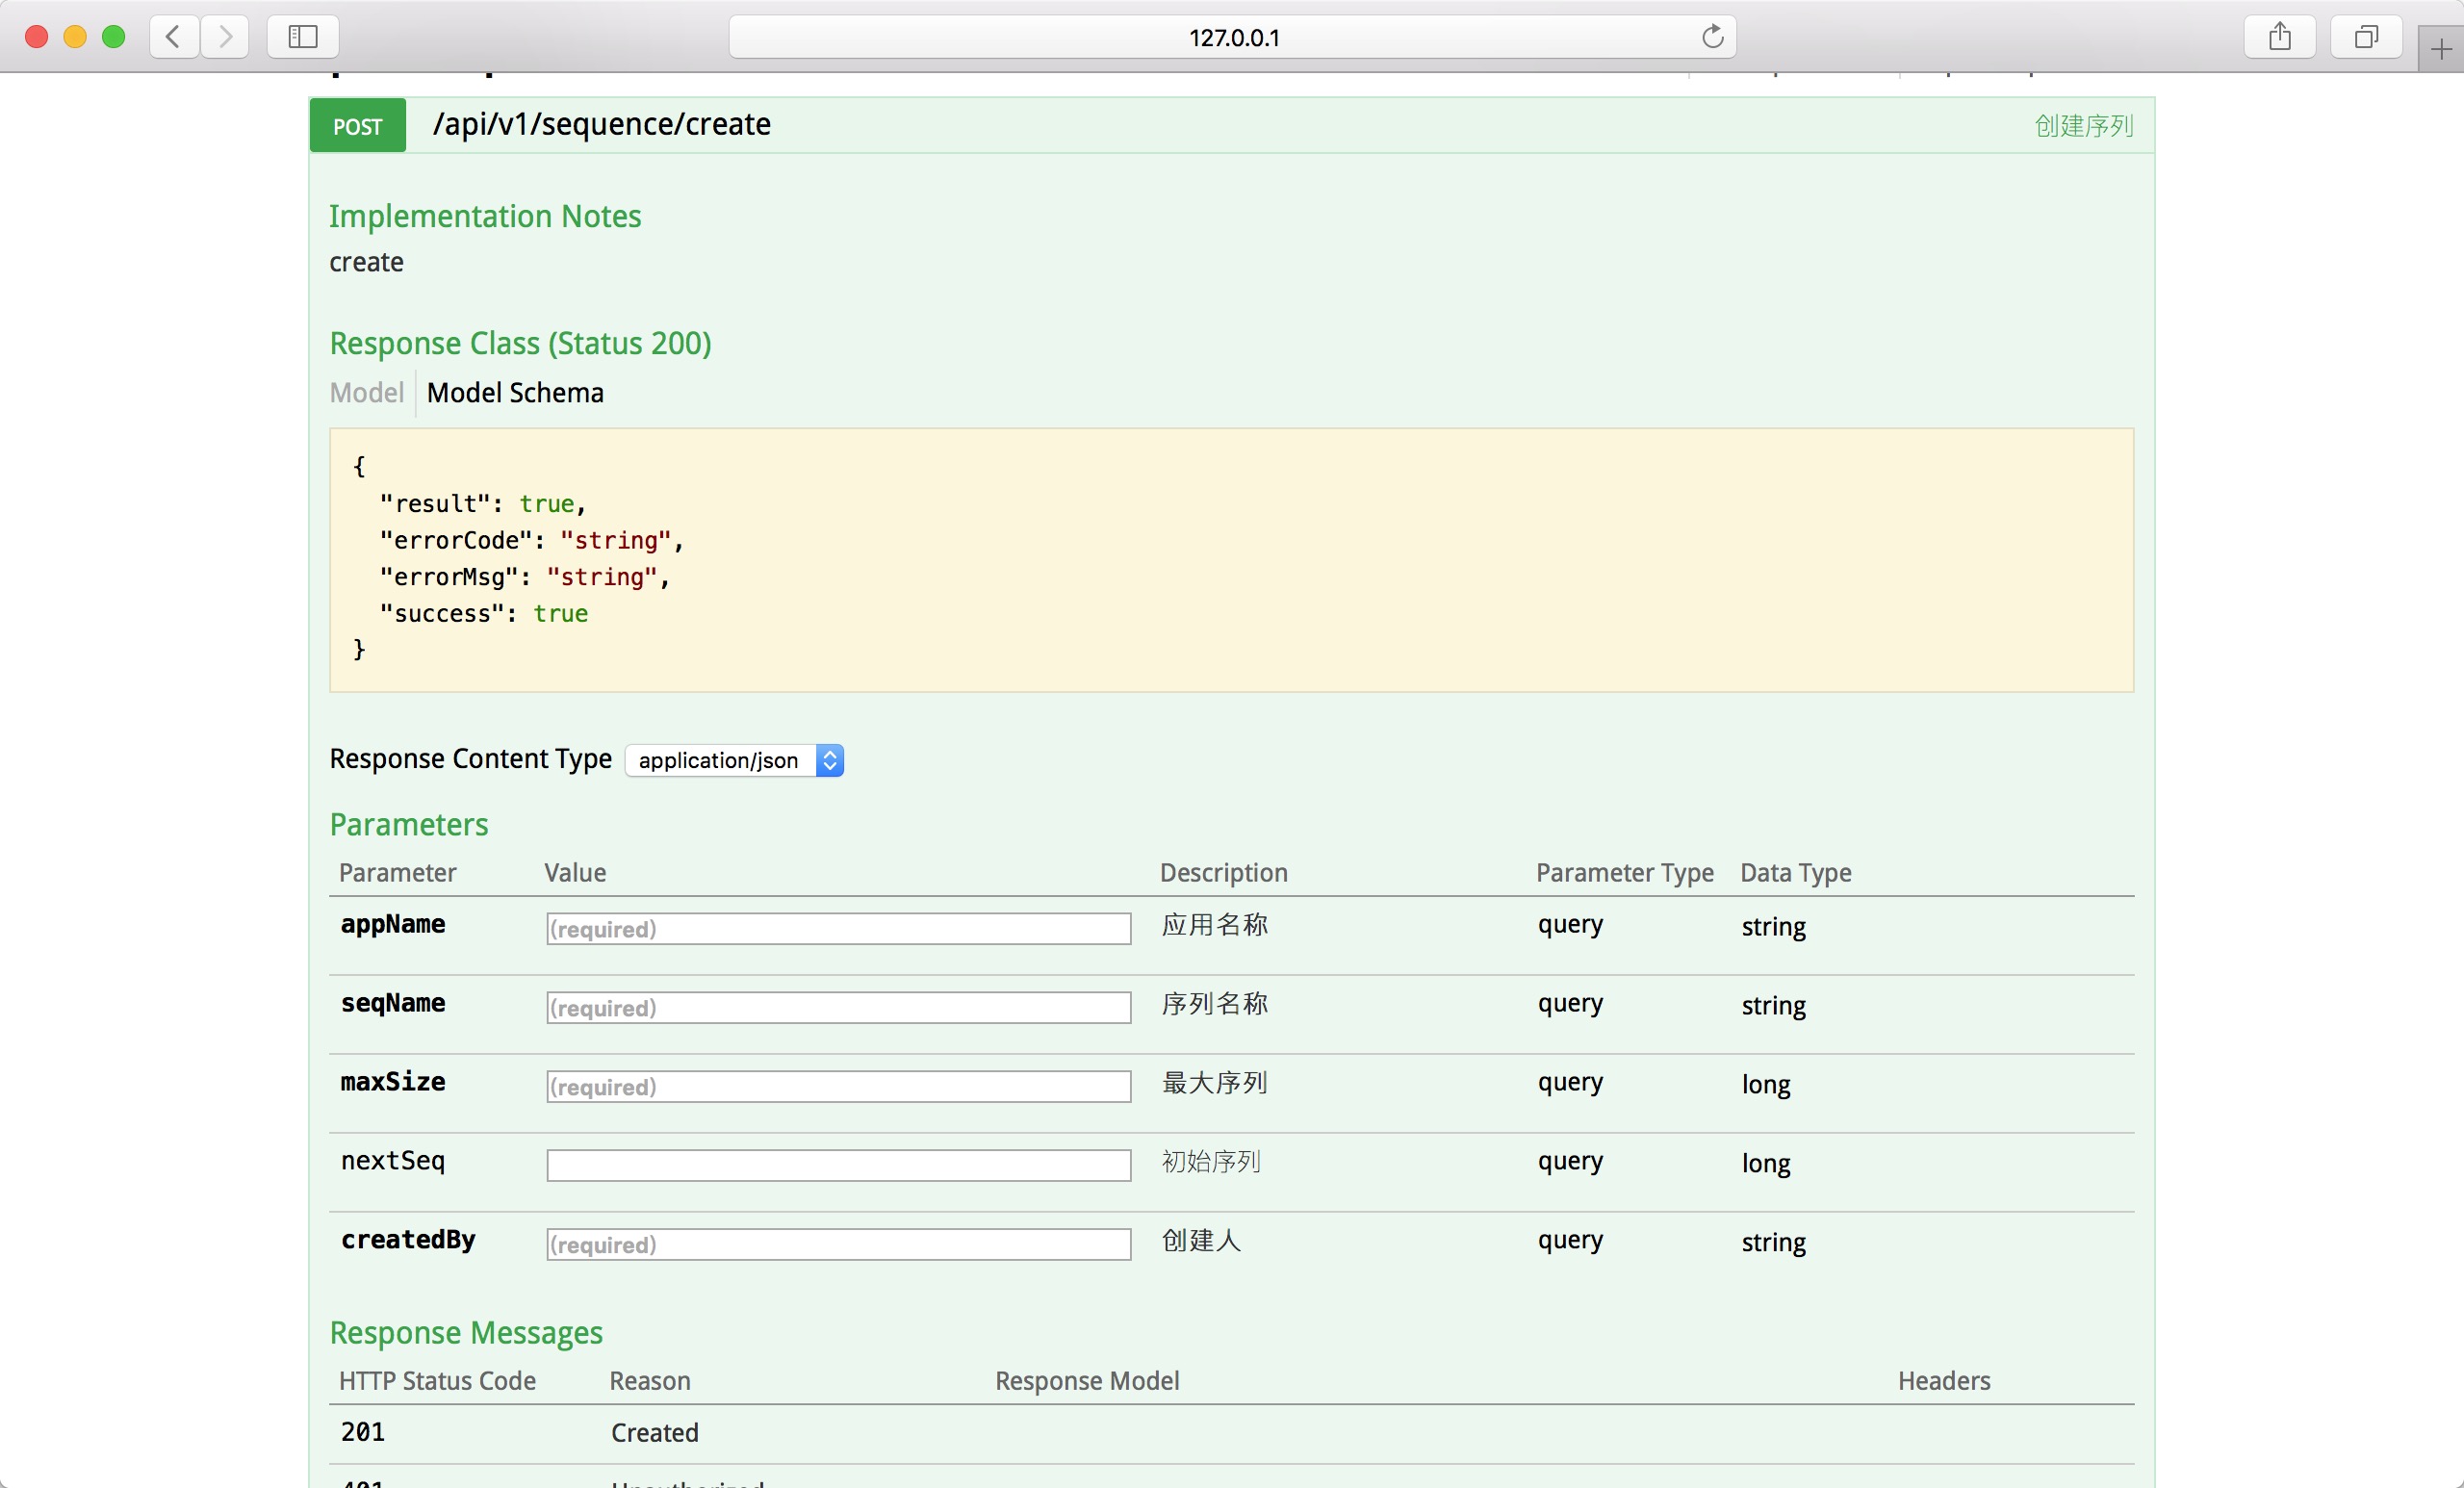 127.0.0.1
POST /api/v1/sequence/create 创建序列
Implementation Notes
create
Response Class (Status 200)
Model Model Schema
{
"result": true,
"errorCode": "string",
"errorMsg": "string",
"success": true
}
Response Content Type application/json
Parameters
Parameter Value Description Parameter Type Data Type
appName (required) 应用名称 query string
seqName (required) 序列名称 query string
maxSize (required) 最大序列 query long
nextSeq 初始序列 query long
createdBy (required) 创建人 query string
Response Messages
HTTP Status Code Reason Response Model Headers
201 Created
401 Unauthorized